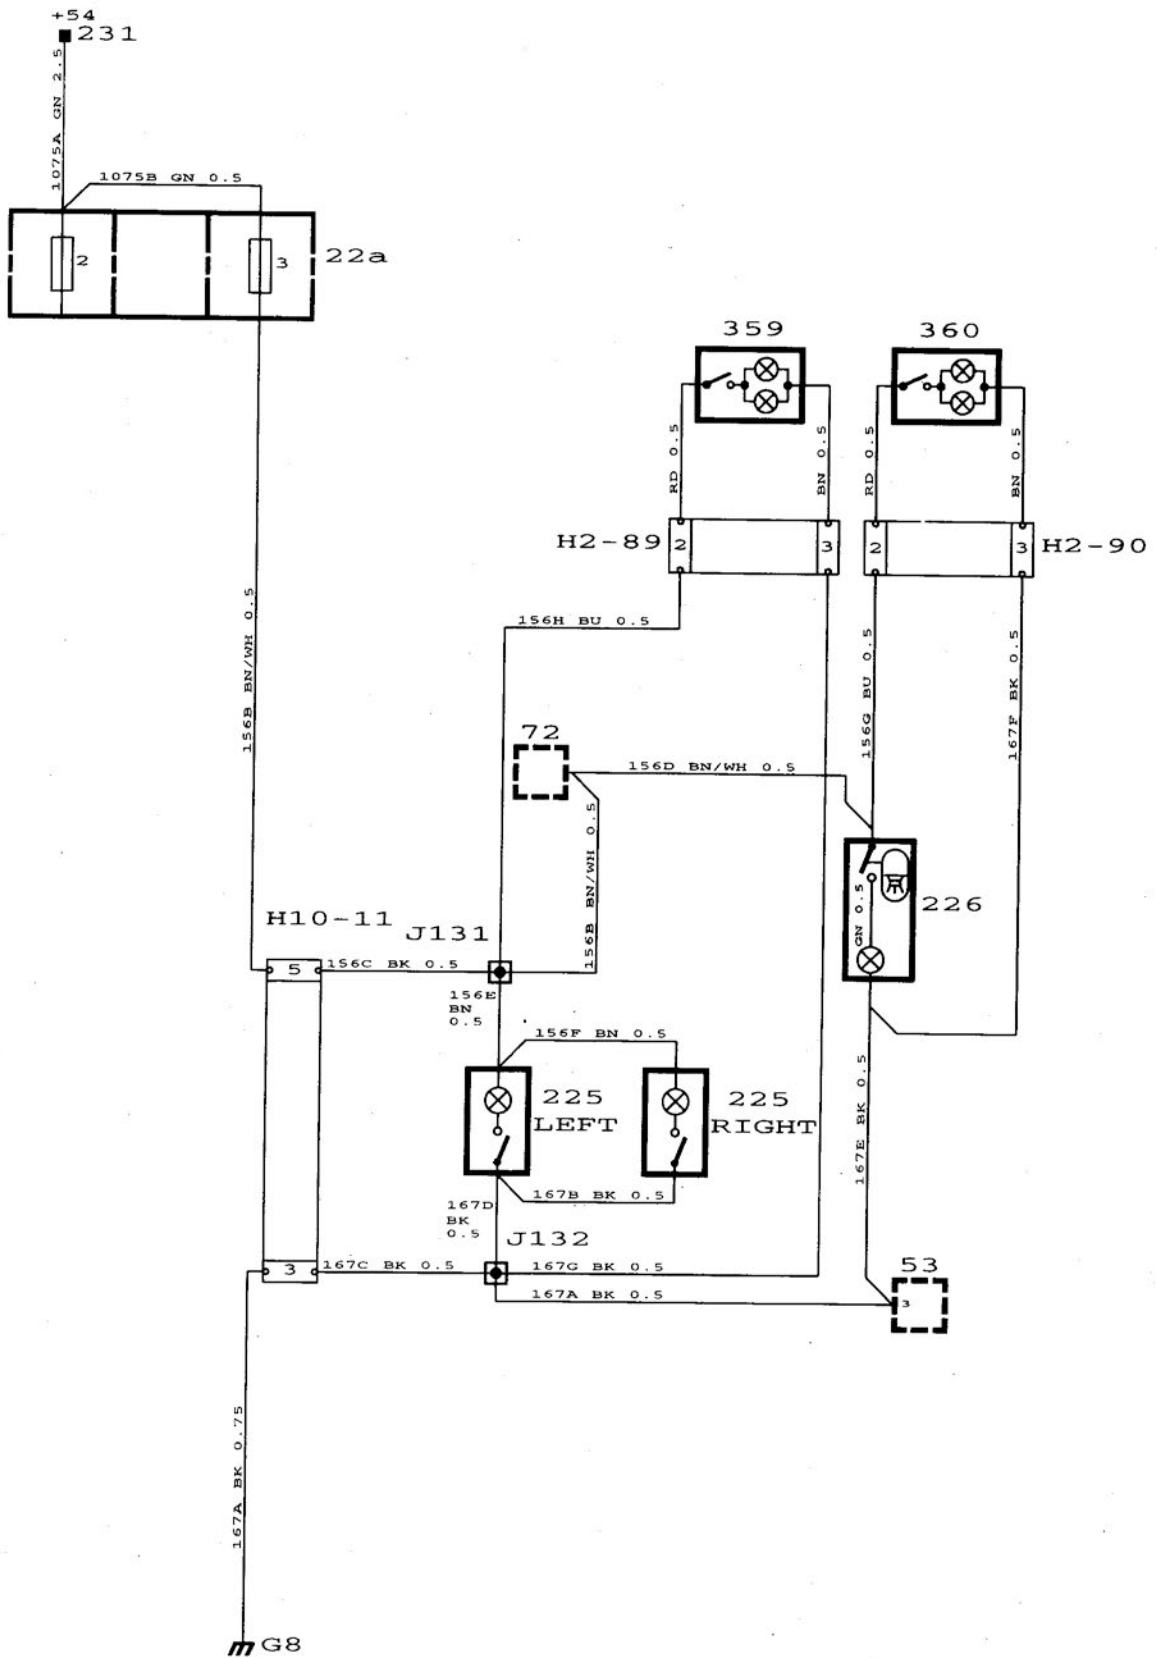 +54
231
1075A GN 2.5
1075B GN 0.5
2
3
22a
359
360
RD 0.5
BN 0.5
RD 0.5
BN 0.5
H2-89
2
3
2
3
H2-90
156B BN/WH 0.5
156H BU 0.5
156G BU 0.5
167F BK 0.5
72
156D BN/WH 0.5
156B BN/WH 0.5
GN 0.5
226
H10-11
J131
5
156C BK 0.5
156E
BN
0.5
156F BN 0.5
225
LEFT
225
RIGHT
167E BK 0.5
167B BK 0.5
167D
BK
0.5
J132
3
167C BK 0.5
167G BK 0.5
53
167A BK 0.5
3
167A BK 0.75
G8